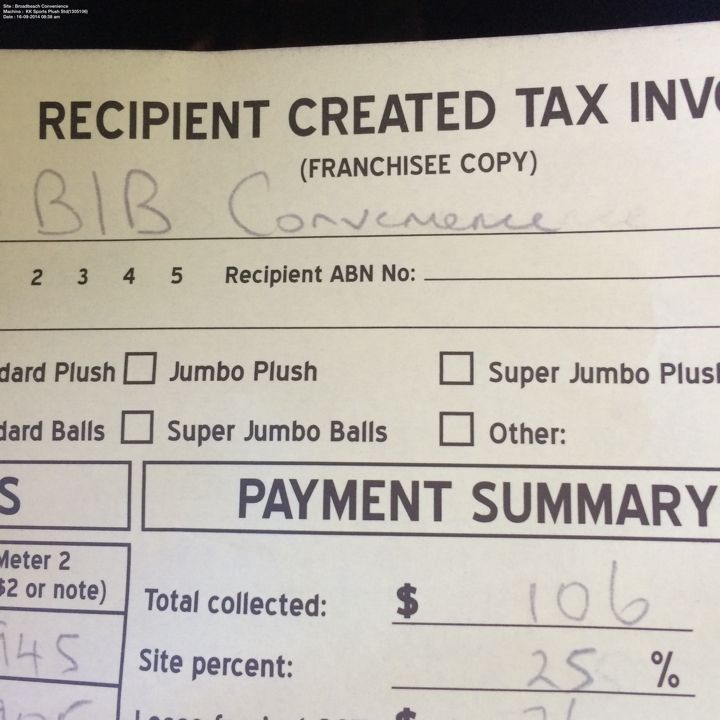 Site : Broadbeach Convenience
Machine : KK Sports Plush Std(1305106)
Date : 16-09-2014 08:38 am
RECIPIENT CREATED TAX INVO
(FRANCHISEE COPY)
B1B Convenience
2 3 4 5 Recipient ABN No:
dard Plush Jumbo Plush Super Jumbo Plush
dard Balls Super Jumbo Balls Other:
S PAYMENT SUMMARY
Meter 2
$2 or note)
Total collected: $ 106
145
Site percent: 25 %